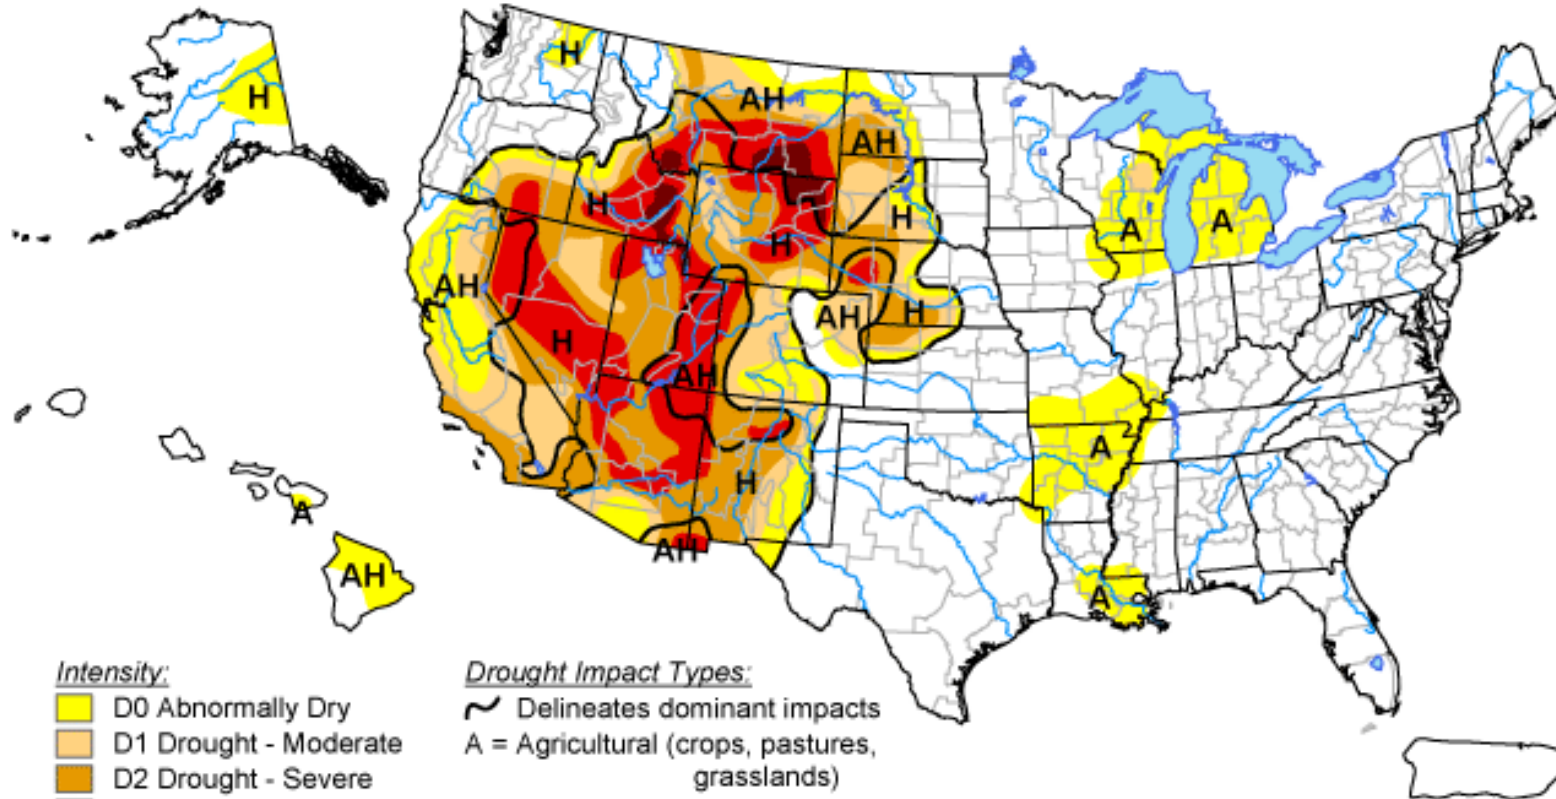 H
H
AH
AH
H
H
A
A
H
AH
AH
H
H
AH
A
H
A
AH
AH
A
Intensity:
D0 Abnormally Dry
D1 Drought - Moderate
D2 Drought - Severe
Drought Impact Types:
Delineates dominant impacts
A = Agricultural (crops, pastures,
grasslands)